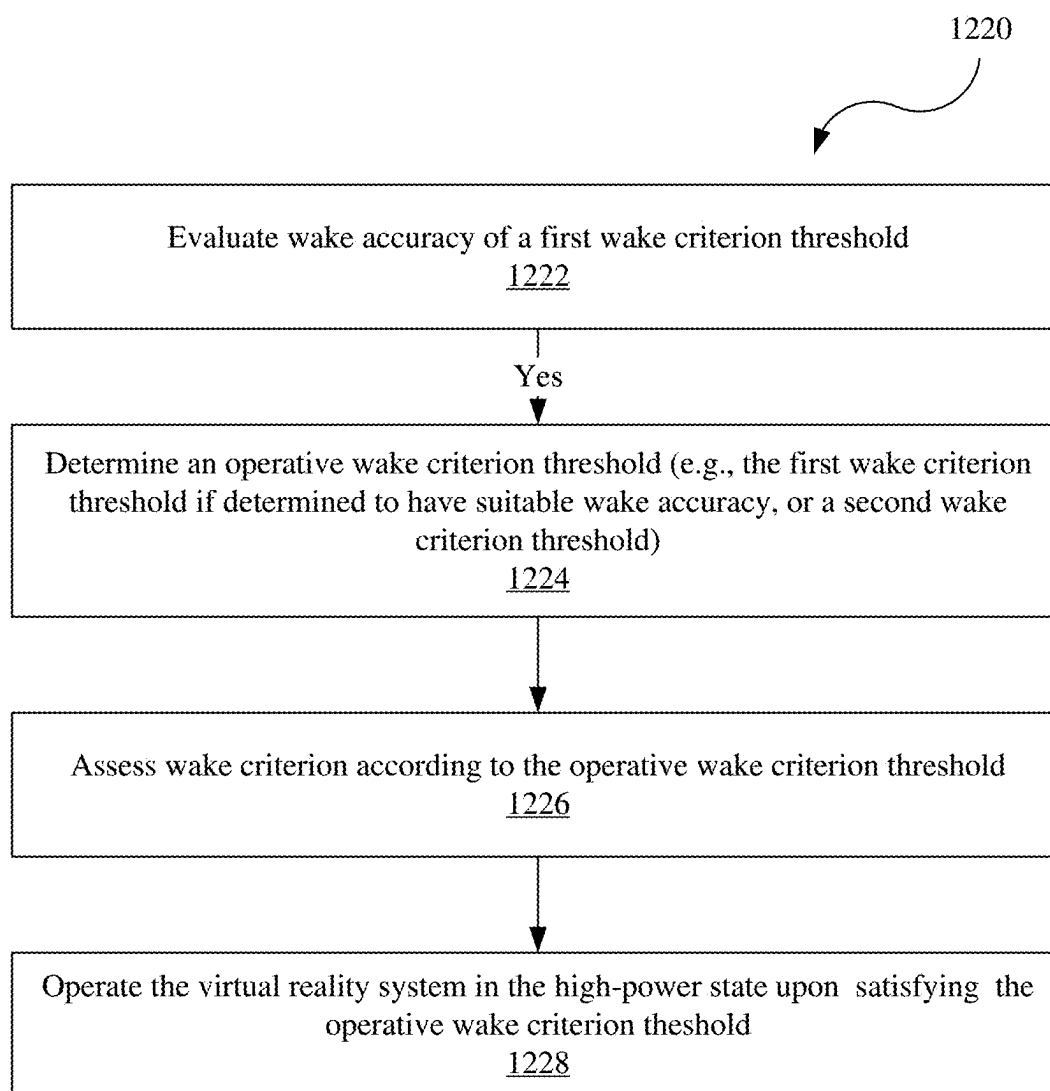 1220
Evaluate wake accuracy of a first wake criterion threshold
1222
Yes
Determine an operative wake criterion threshold (e.g., the first wake criterion
threshold if determined to have suitable wake accuracy, or a second wake
criterion threshold)
1224
Assess wake criterion according to the operative wake criterion threshold
1226
Operate the virtual reality system in the high-power state upon satisfying the
operative wake criterion theshold
1228